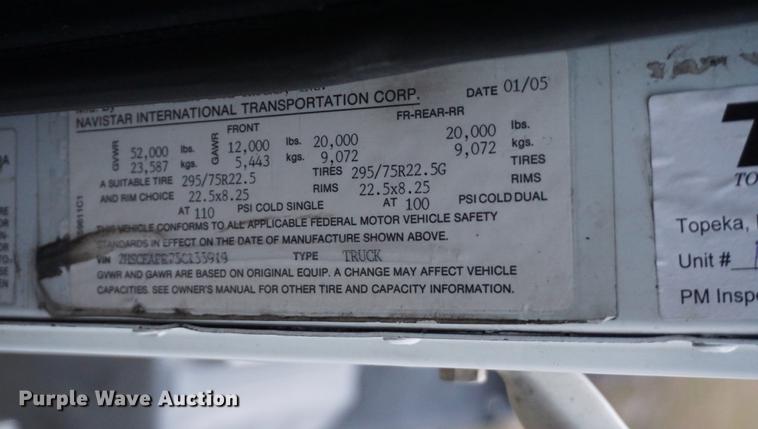 NAVISTAR INTERNATIONAL TRANSPORTATION CORP. DATE 01/05
FRONT FR-REAR-RR
GVWR 52,000 lbs. GAWR 12,000 lbs. 20,000 20,000 lbs.
23,587 kgs. 5,443 kgs. 9,072 9,072 kgs.
A SUITABLE TIRE 295/75R22.5 TIRES 295/75R22.5G TIRES
AND RIM CHOICE 22.5x8.25 RIMS 22.5x8.25 RIMS
AT 110 PSI COLD SINGLE AT 100 PSI COLD DUAL
THIS VEHICLE CONFORMS TO ALL APPLICABLE FEDERAL MOTOR VEHICLE SAFETY
STANDARDS IN EFFECT ON THE DATE OF MANUFACTURE SHOWN ABOVE.
VIN TYPE TRUCK
GVWR AND GAWR ARE BASED ON ORIGINAL EQUIP. A CHANGE MAY AFFECT VEHICLE
CAPACITIES. SEE OWNER'S MANUAL FOR OTHER TIRE AND CAPACITY INFORMATION.
TO
Topeka,
Unit #
PM Inspe
Purple Wave Auction